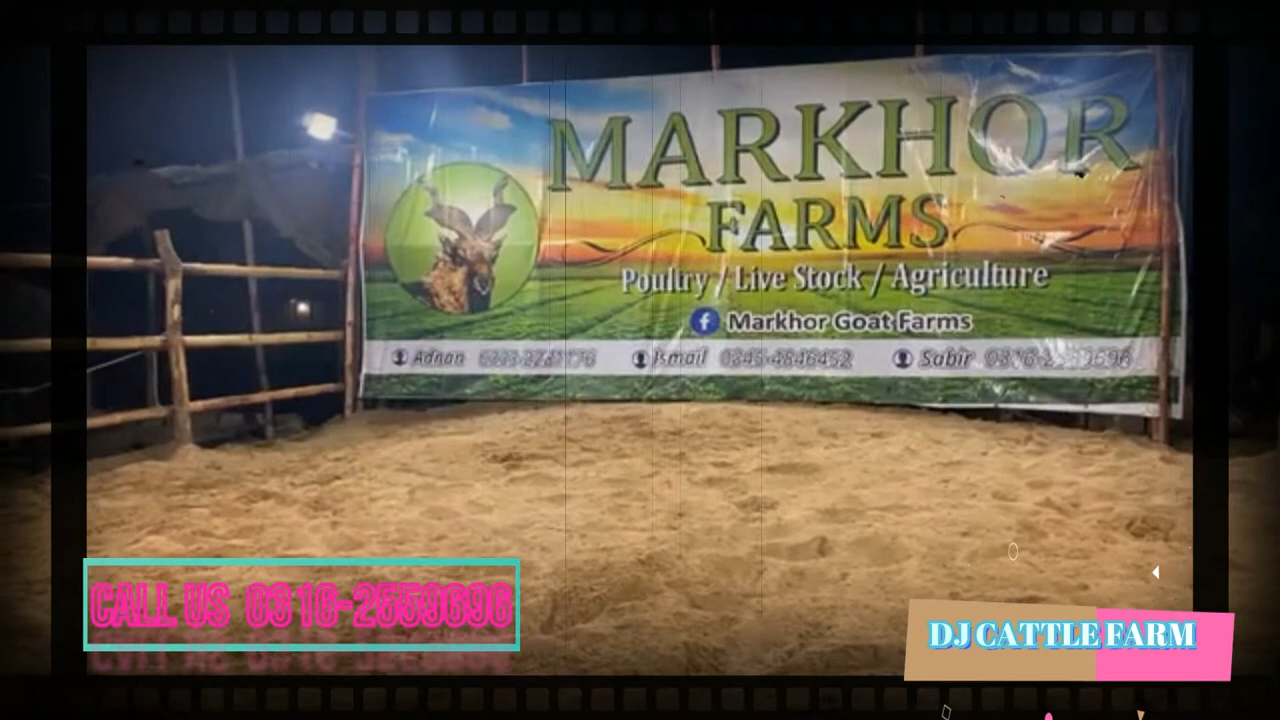 MARKHOR
FARMS
Poultry / Live Stock / Agriculture
Markhor Goat Farms
Adnan Ismail 0345-4846452 Sabir
CALL US 0316-2559696
DJ CATTLE FARM